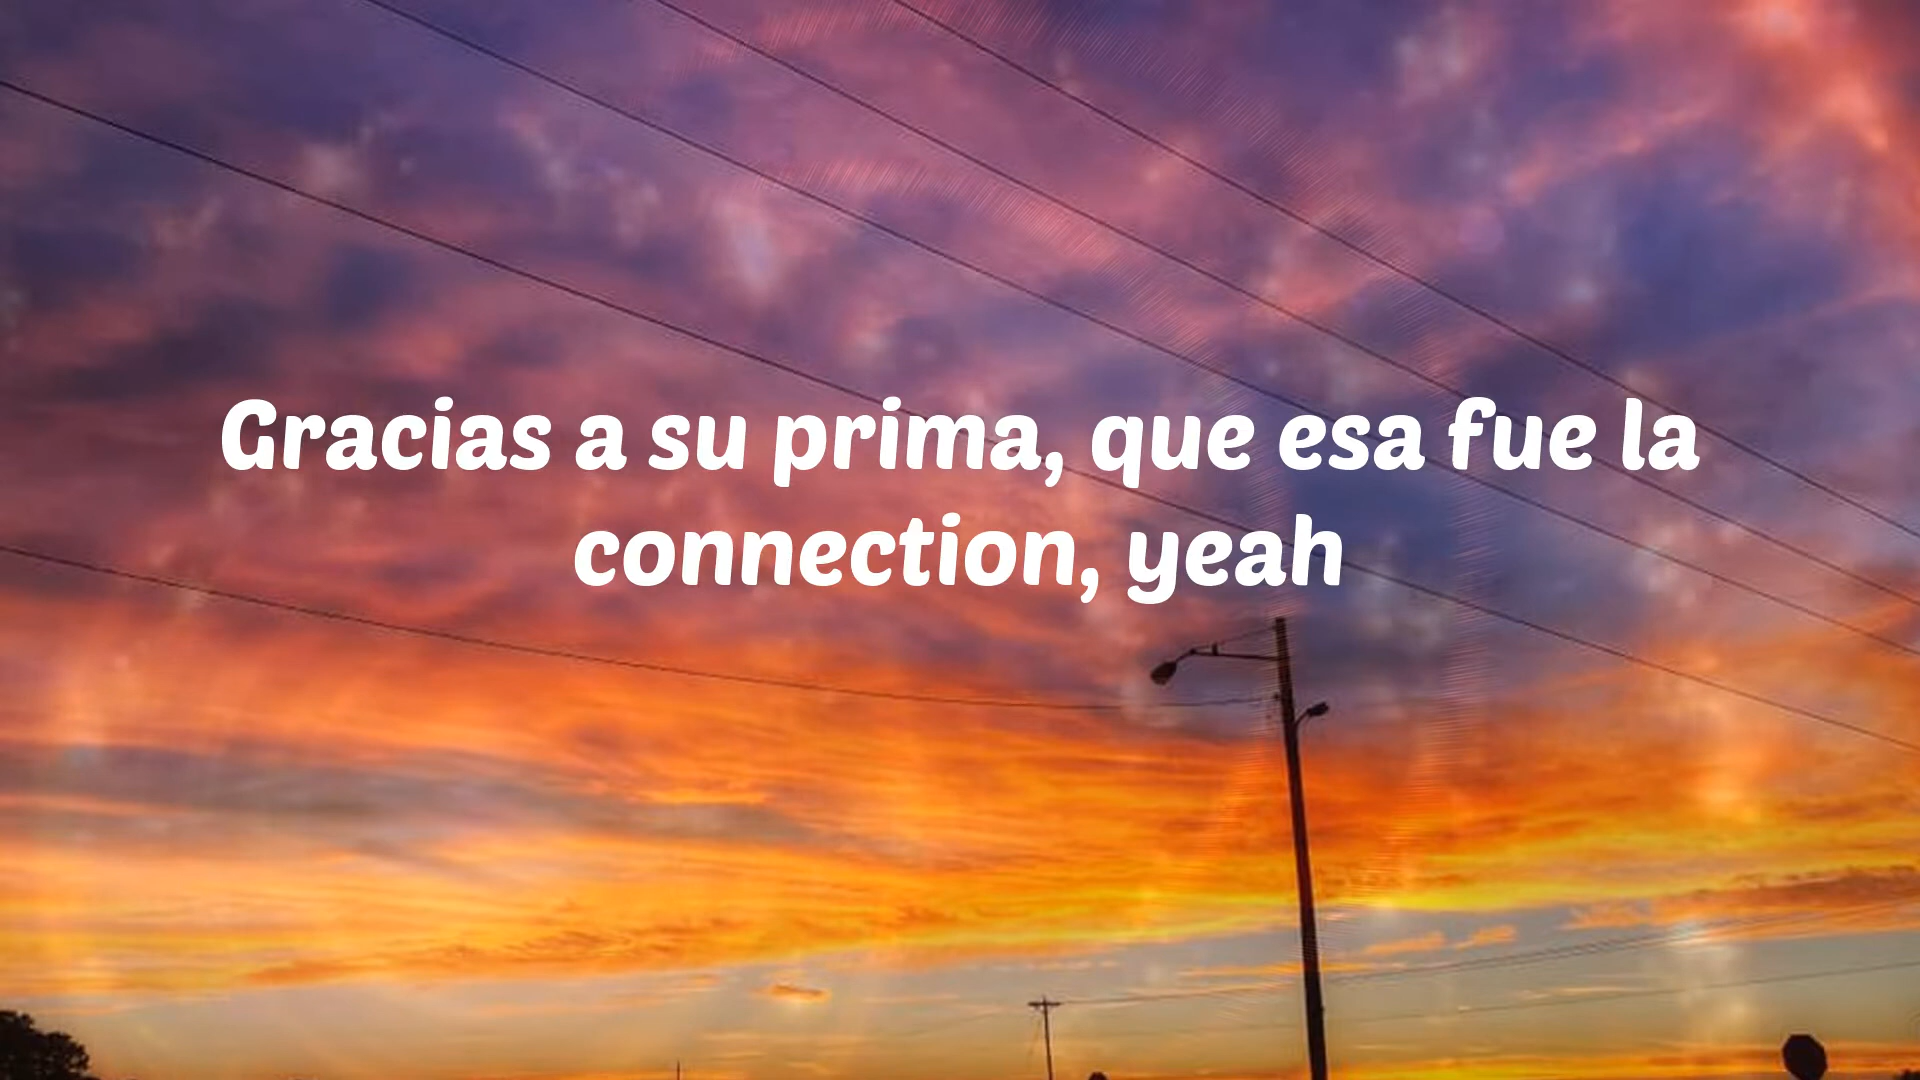 Gracias a su prima, que esa fue la
connection, yeah